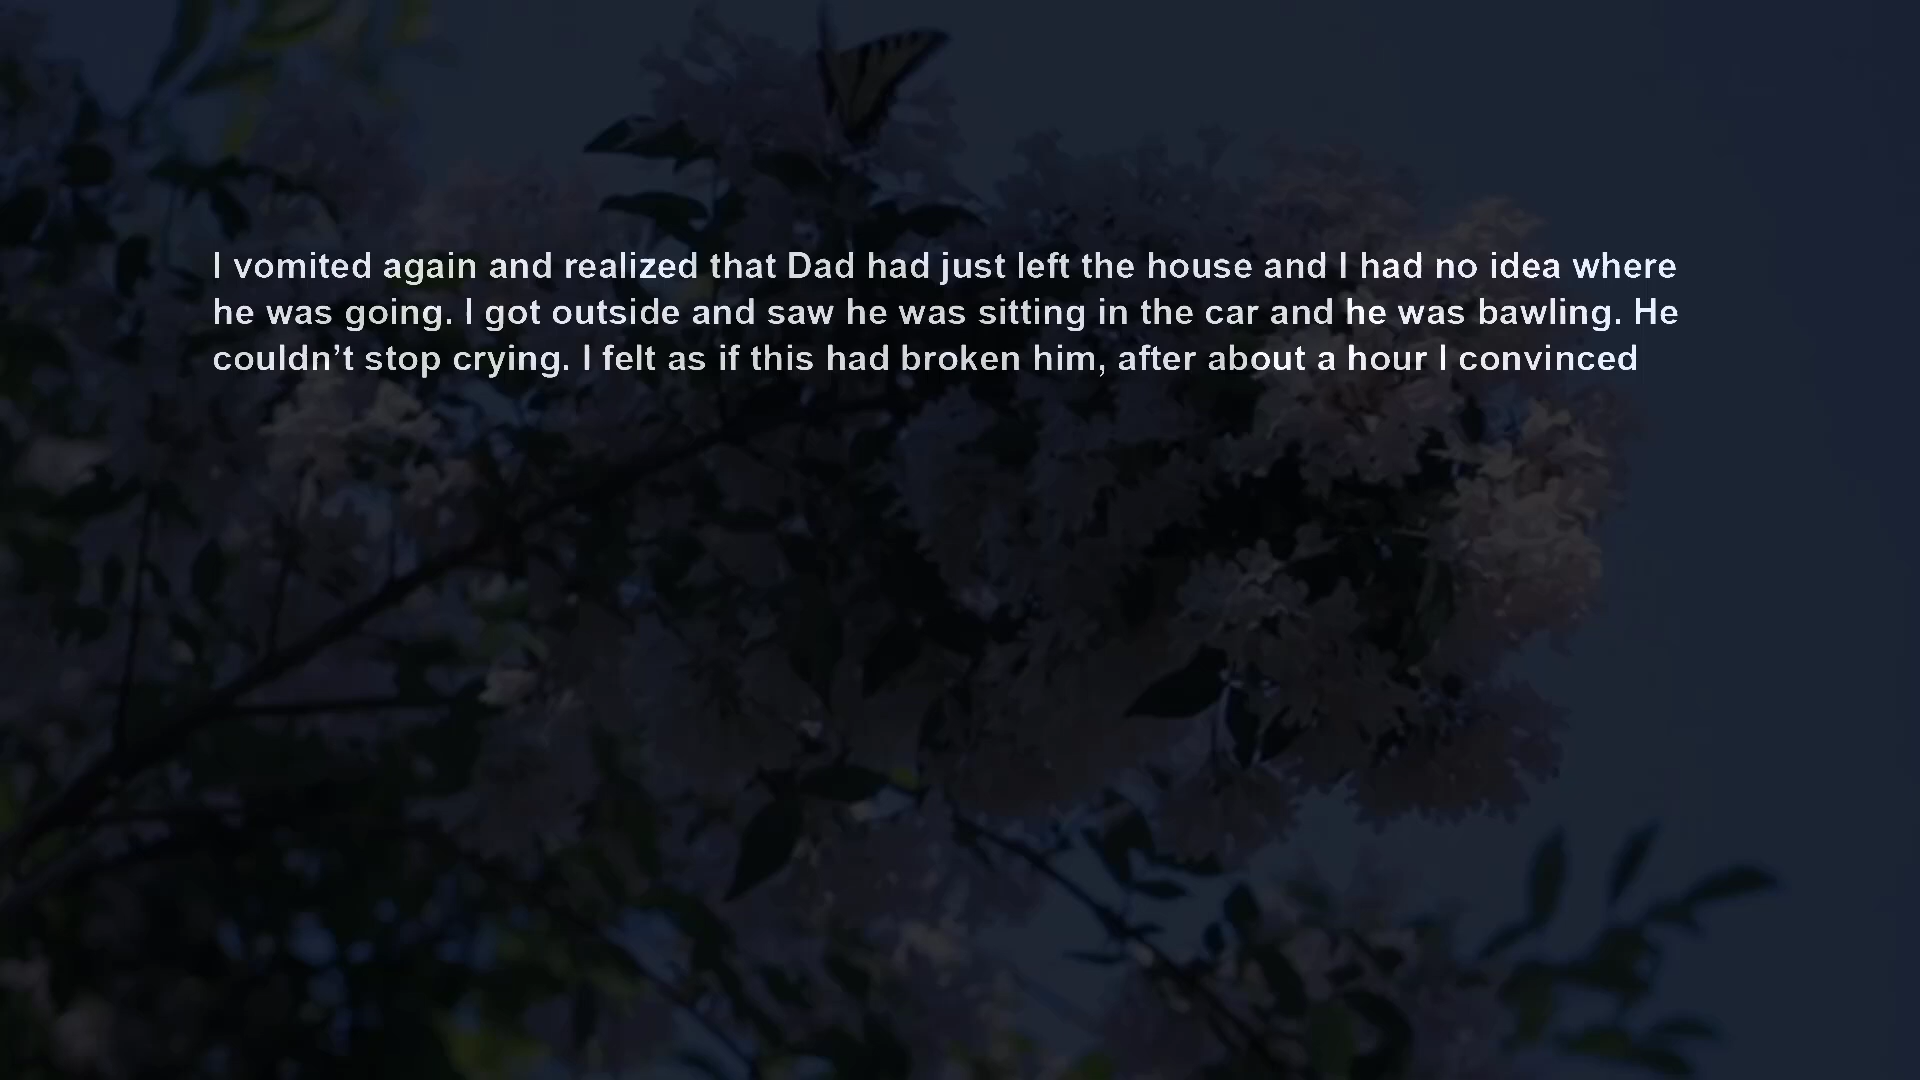 I vomited again and realized that Dad had just left the house and I had no idea where
he was going. I got outside and saw he was sitting in the car and he was bawling. He
couldn’t stop crying. I felt as if this had broken him, after about a hour I convinced